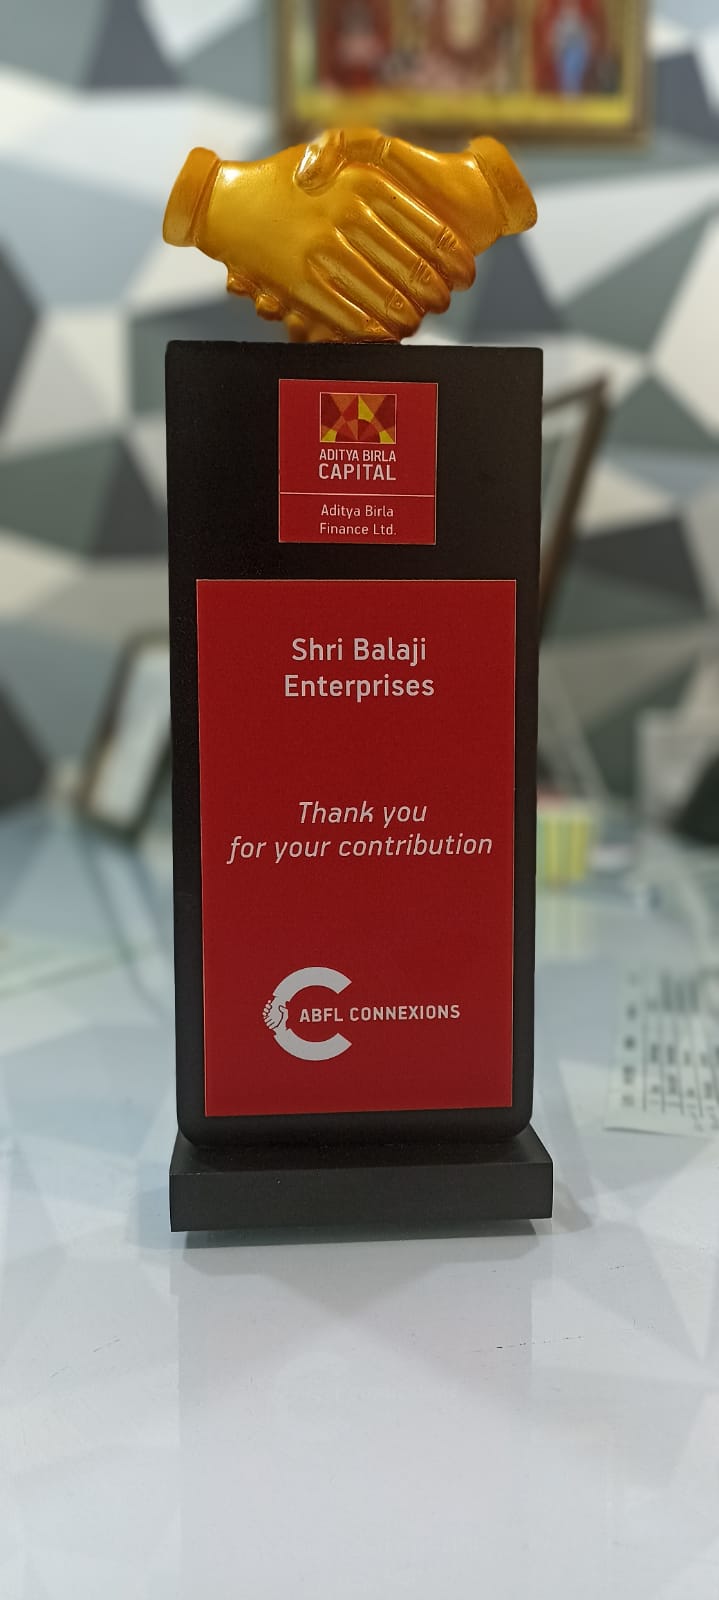 ADITYA BIRLA
CAPITAL
Aditya Birla
Finance Ltd.
Shri Balaji
Enterprises
Thank you
for your contribution
ABFL CONNEXIONS